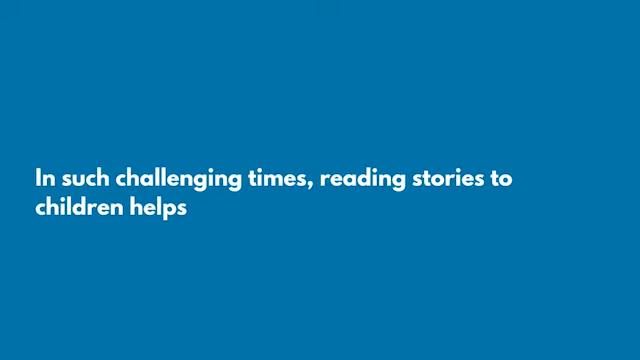 In such challenging times, reading stories to
children helps